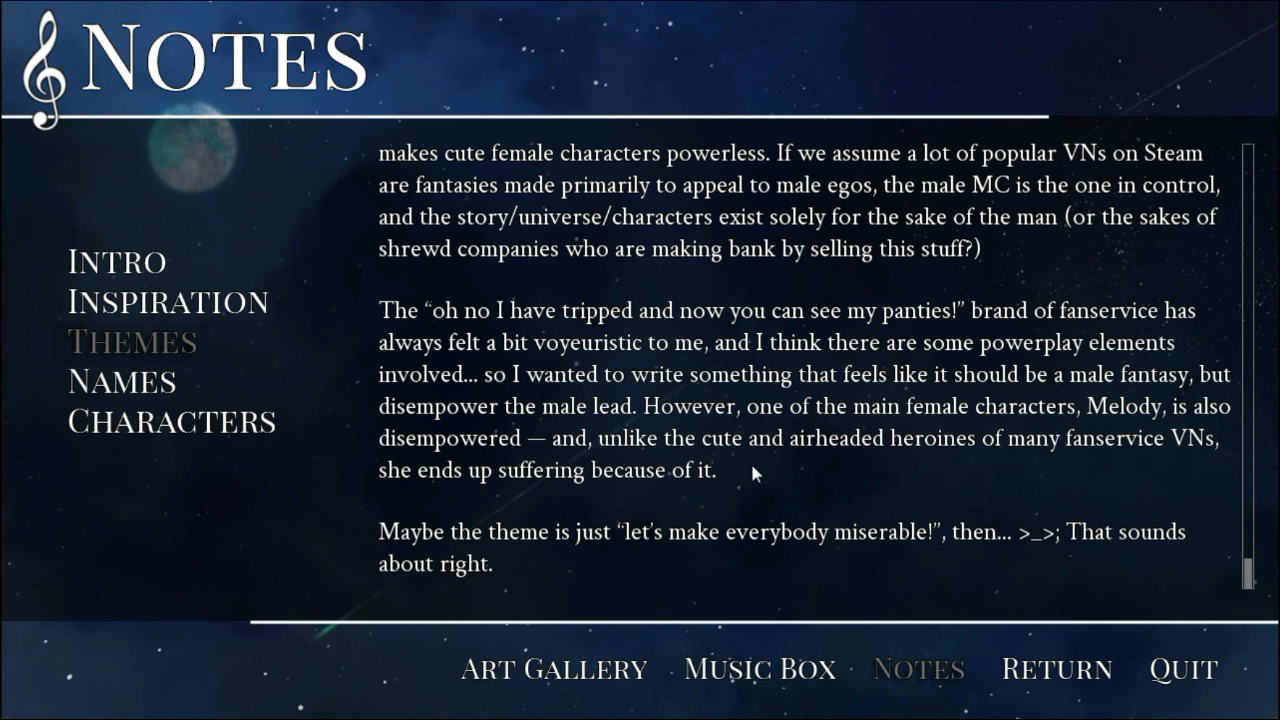 NOTES
makes cute female characters powerless. If we assume a lot of popular VNs on Steam
are fantasies made primarily to appeal to male egos, the male MC is the one in control,
and the story/universe/characters exist solely for the sake of the man (or the sakes of
shrewd companies who are making bank by selling this stuff?)
The “oh no I have tripped and now you can see my panties!” brand of fanservice has
always felt a bit voyeuristic to me, and I think there are some powerplay elements
involved... so I wanted to write something that feels like it should be a male fantasy, but
disempower the male lead. However, one of the main female characters, Melody, is also
disempowered — and, unlike the cute and airheaded heroines of many fanservice VNs,
she ends up suffering because of it.
Maybe the theme is just “let’s make everybody miserable!”, then... >_>; That sounds
about right.
INTRO
INSPIRATION
THEMES
NAMES
CHARACTERS
ART GALLERY MUSIC BOX NOTES RETURN QUIT